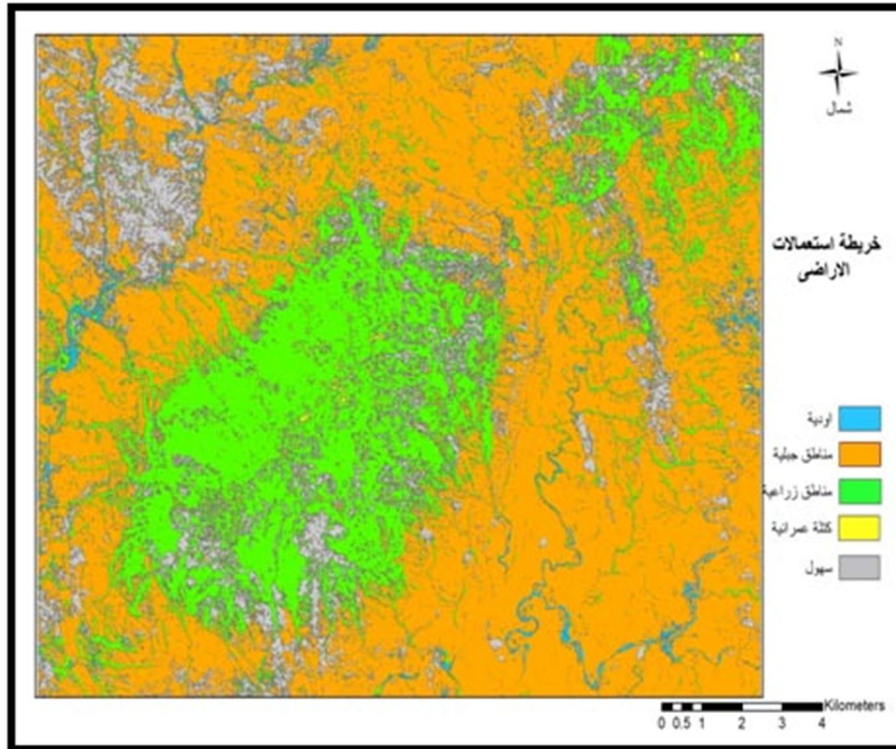 N
شمال
خريطة استعمالات
الاراضى
اودية
مناطق جبلية
مناطق زراعية
كتلة عمرانية
سهول
Kilometers
0 0.5 1 2 3 4